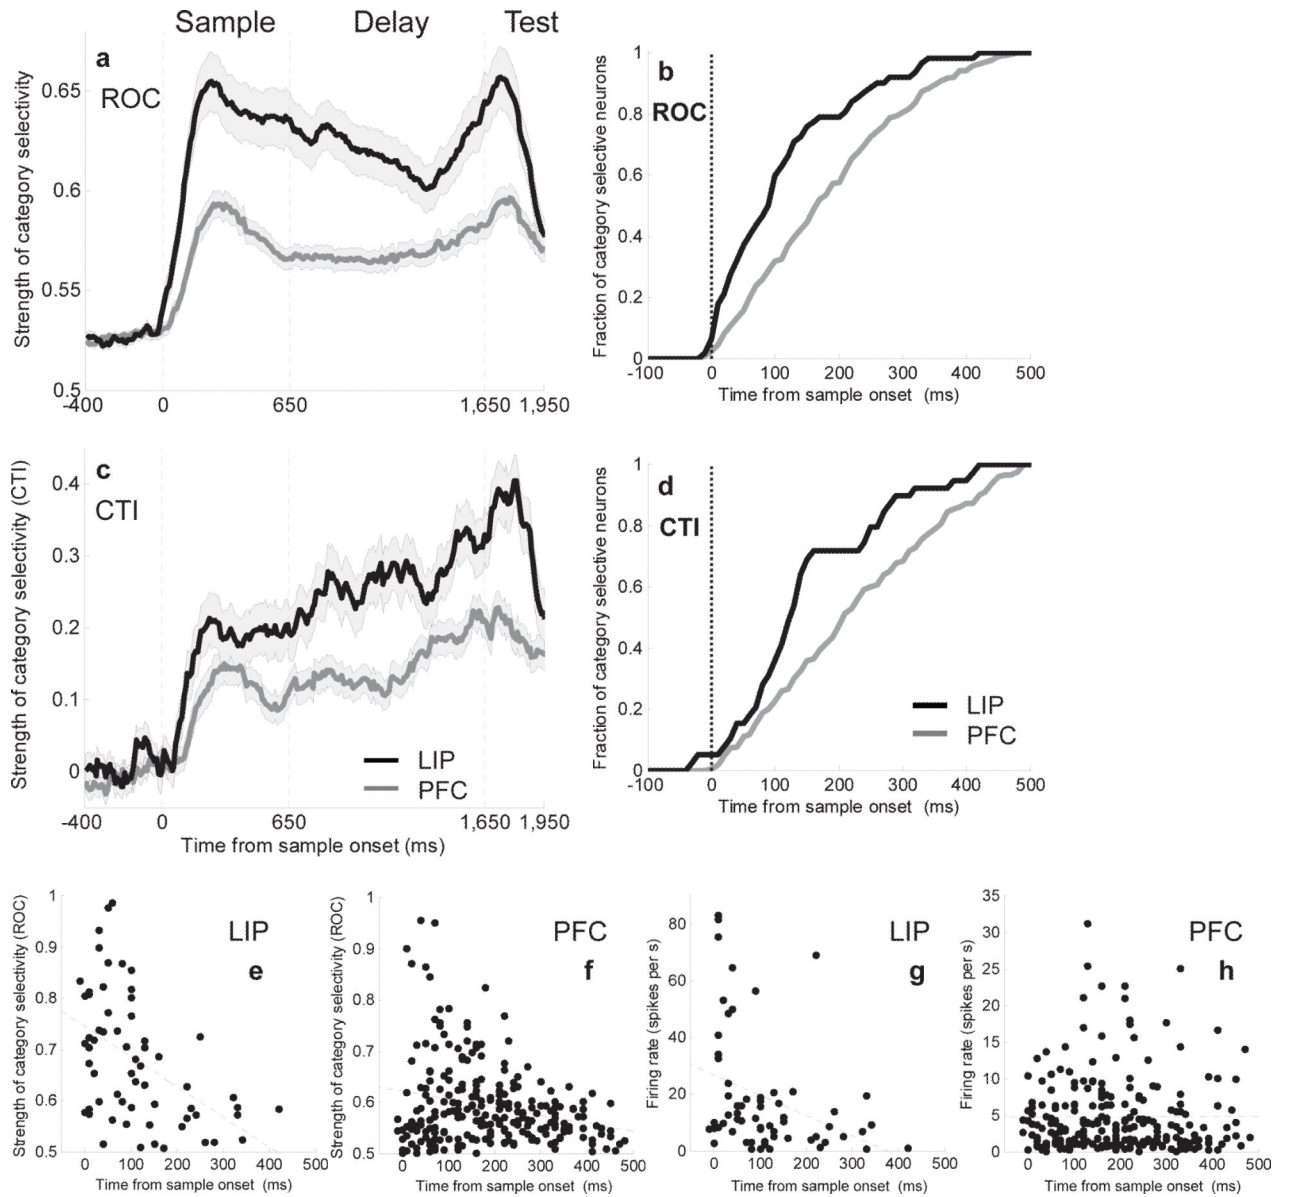 Sample Delay Test
a
ROC
Strength of category selectivity
0.65
0.6
0.55
0.5
-400 0 650 1,650 1,950
b
ROC
Fraction of category selective neurons
1
0.8
0.6
0.4
0.2
0
-100 0 100 200 300 400 500
Time from sample onset (ms)
c
CTI
Strength of category selectivity (CTI)
0.4
0.3
0.2
0.1
0
LIP
PFC
-400 0 650 1,650 1,950
Time from sample onset (ms)
d
CTI
Fraction of category selective neurons
1
0.8
0.6
0.4
0.2
0
LIP
PFC
-100 0 100 200 300 400 500
Time from sample onset (ms)
LIP
e
Strength of category selectivity (ROC)
1
0.9
0.8
0.7
0.6
0.5
0 100 200 300 400 500
Time from sample onset (ms)
PFC
f
Strength of category selectivity (ROC)
1
0.9
0.8
0.7
0.6
0.5
0 100 200 300 400 500
Time from sample onset (ms)
LIP
g
Firing rate (spikes per s)
80
60
40
20
0
0 100 200 300 400 500
Time from sample onset (ms)
PFC
h
Firing rate (spikes per s)
35
30
25
20
15
10
5
0
0 100 200 300 400 500
Time from sample onset (ms)